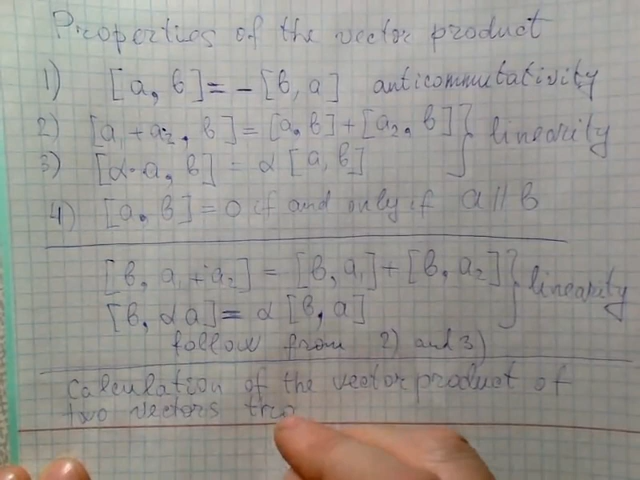 Properties of the vector product
1) [a, b] = - [b, a] anticommutativity
2) [a₁ + a₂, b] = [a₁, b] + [a₂, b] } linearity
3) [α·a, b] = α [a, b]
4) [a, b] = 0 if and only if a || b
[b, a₁ + a₂] = [b, a₁] + [b, a₂] } linearity
[b, αa] = α [b, a]
follow from 2) and 3)
Calculation of the vector product of
two vectors thro